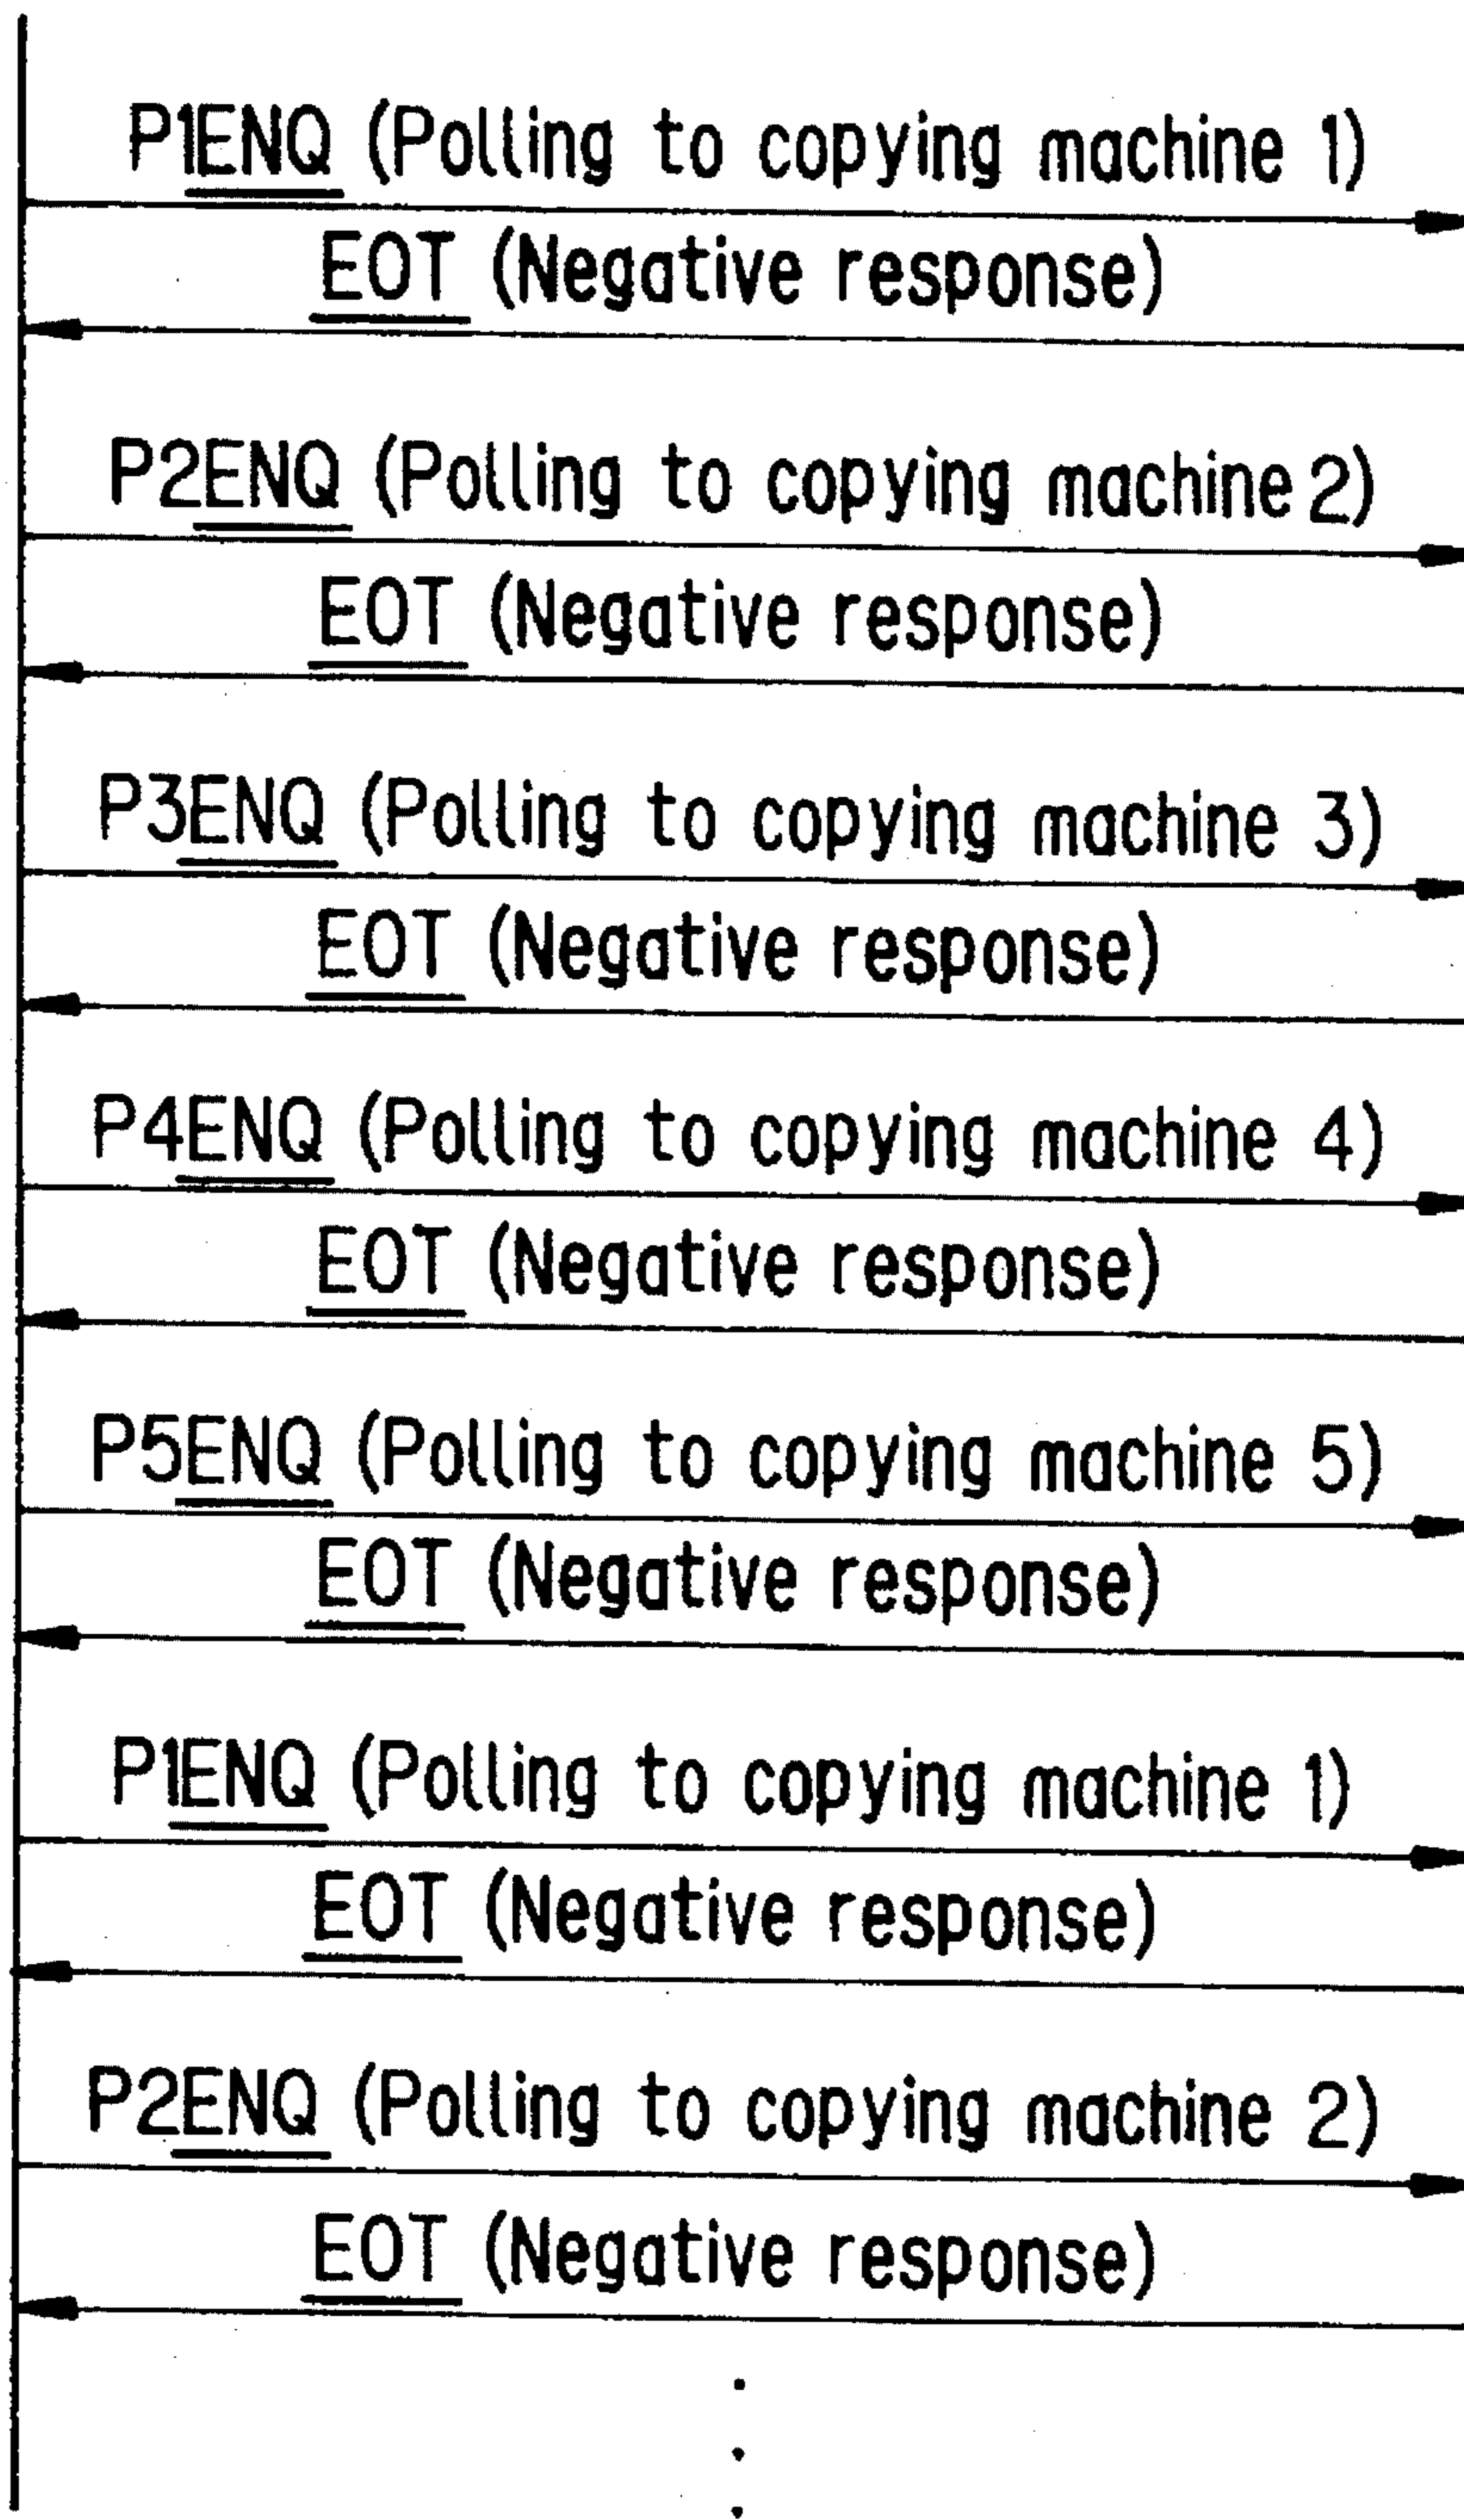 P1ENQ (Polling to copying machine 1)
EOT (Negative response)
P2ENQ (Polling to copying machine 2)
EOT (Negative response)
P3ENQ (Polling to copying machine 3)
EOT (Negative response)
P4ENQ (Polling to copying machine 4)
EOT (Negative response)
P5ENQ (Polling to copying machine 5)
EOT (Negative response)
P1ENQ (Polling to copying machine 1)
EOT (Negative response)
P2ENQ (Polling to copying machine 2)
EOT (Negative response)